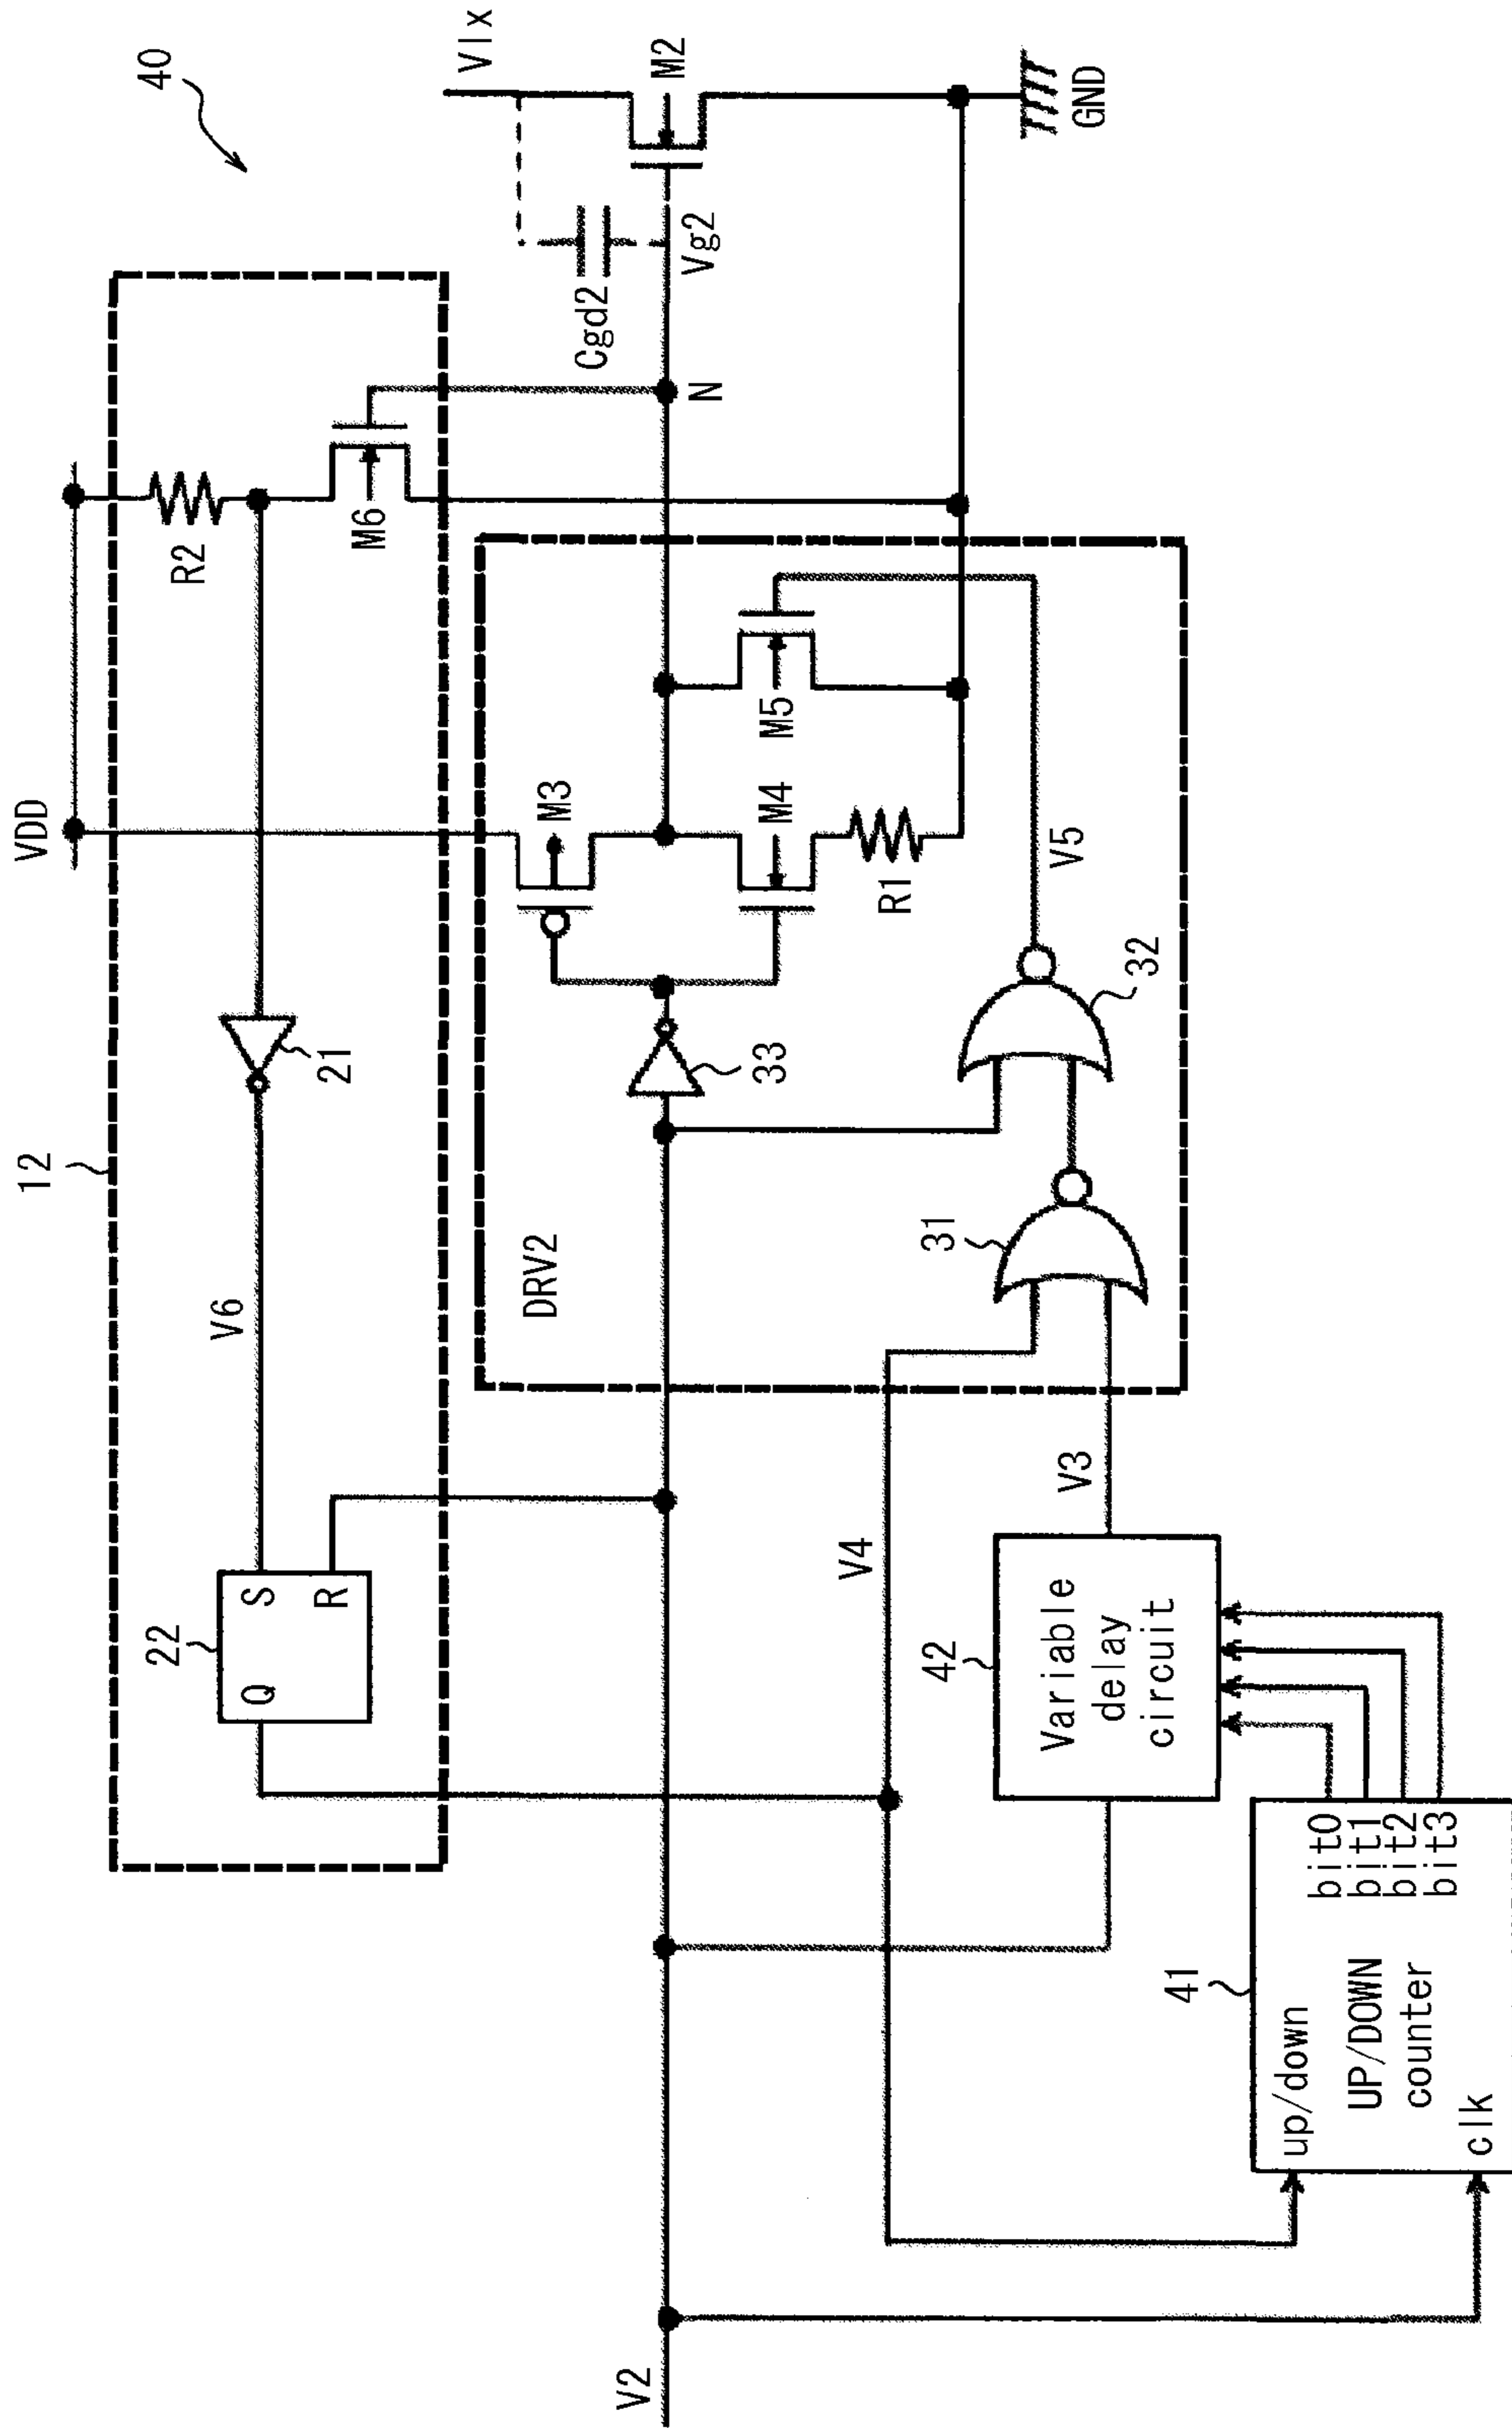 40
12
VDD
Vlx
22
Q
S
R
V6
21
R2
M6
M2
Cgd2
Vg2
N
GND
V2
DRV2
33
M3
M4
R1
M5
V4
V3
31
32
V5
42
Variable
delay
circuit
41
up/down
UP/DOWN
counter
clk
bit0
bit1
bit2
bit3